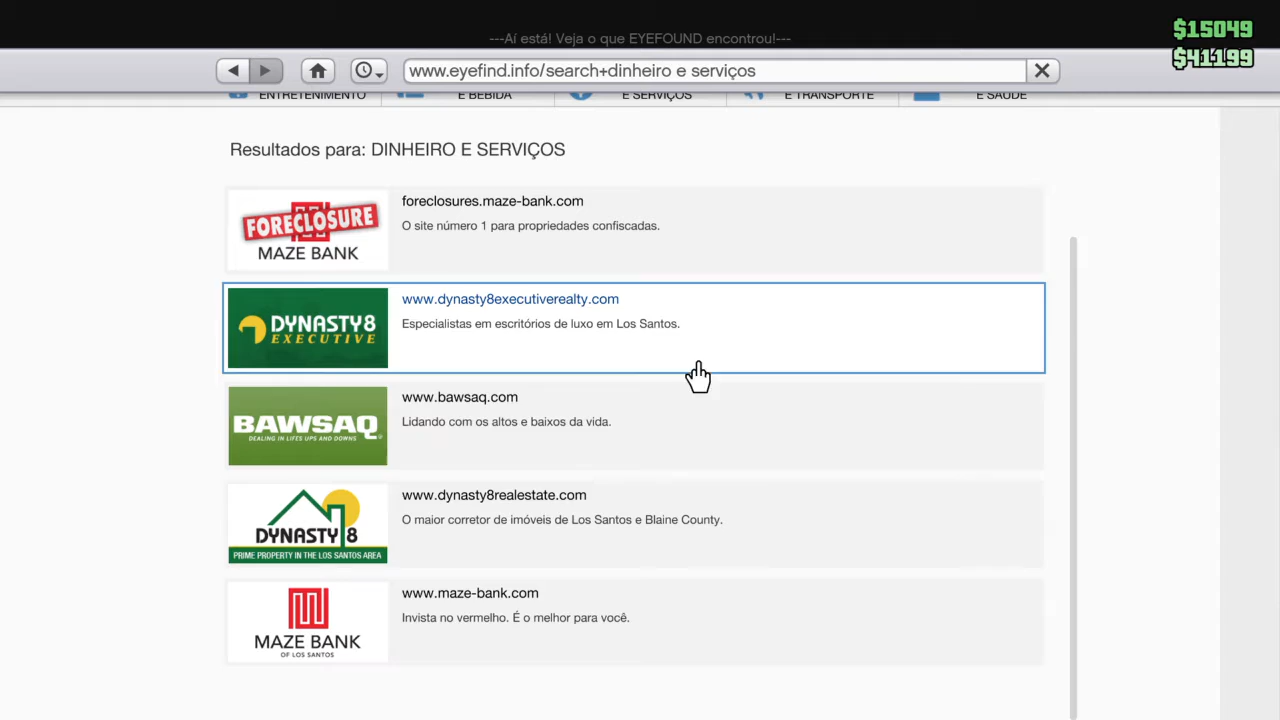 ---Aí está! Veja o que EYEFOUND encontrou!---
$15049
$41199
www.eyefind.info/search+dinheiro e serviços
ENTRETENIMENTO
E BEBIDA
E SERVIÇOS
E TRANSPORTE
E SAÚDE
Resultados para: DINHEIRO E SERVIÇOS
FORECLOSURE
MAZE BANK
foreclosures.maze-bank.com
O site número 1 para propriedades confiscadas.
DYNASTY8
EXECUTIVE
www.dynasty8executiverealty.com
Especialistas em escritórios de luxo em Los Santos.
BAWSAQ
DEALING IN LIFES UPS AND DOWNS
www.bawsaq.com
Lidando com os altos e baixos da vida.
DYNASTY 8
PRIME PROPERTY IN THE LOS SANTOS AREA
www.dynasty8realestate.com
O maior corretor de imóveis de Los Santos e Blaine County.
MAZE BANK
OF LOS SANTOS
www.maze-bank.com
Invista no vermelho. É o melhor para você.